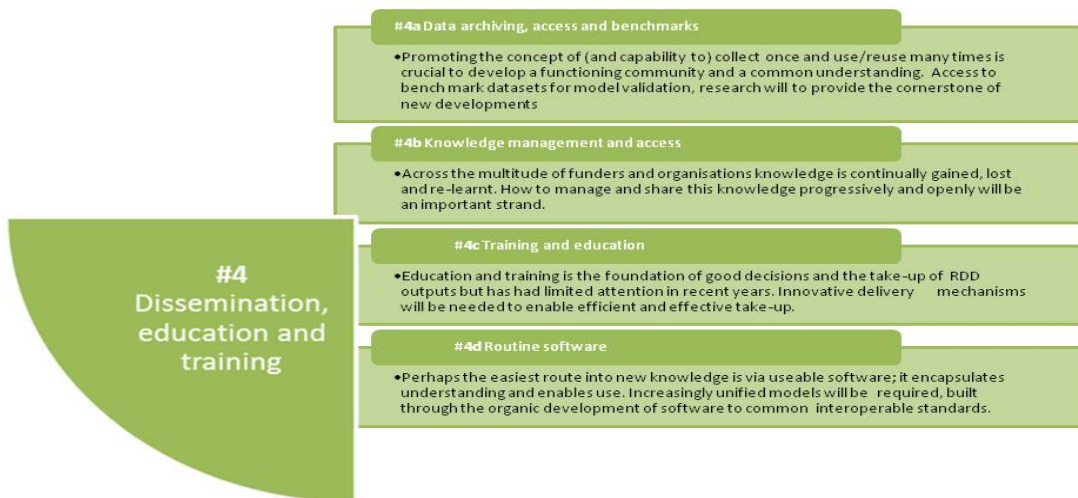 #4a Data archiving, access and benchmarks
•Promoting the concept of (and capability to) collect once and use/reuse many times is
crucial to develop a functioning community and a common understanding. Access to
bench mark datasets for model validation, research will to provide the cornerstone of
new developments
#4b Knowledge management and access
•Across the multitude of funders and organisations knowledge is continually gained, lost
and re-learnt. How to manage and share this knowledge progressively and openly will be
an important strand.
#4
Dissemination,
education and
training
#4c Training and education
•Education and training is the foundation of good decisions and the take-up of RDD
outputs but has had limited attention in recent years. Innovative delivery mechanisms
will be needed to enable efficient and effective take-up.
#4d Routine software
•Perhaps the easiest route into new knowledge is via useable software; it encapsulates
understanding and enables use. Increasingly unified models will be required, built
through the organic development of software to common interoperable standards.